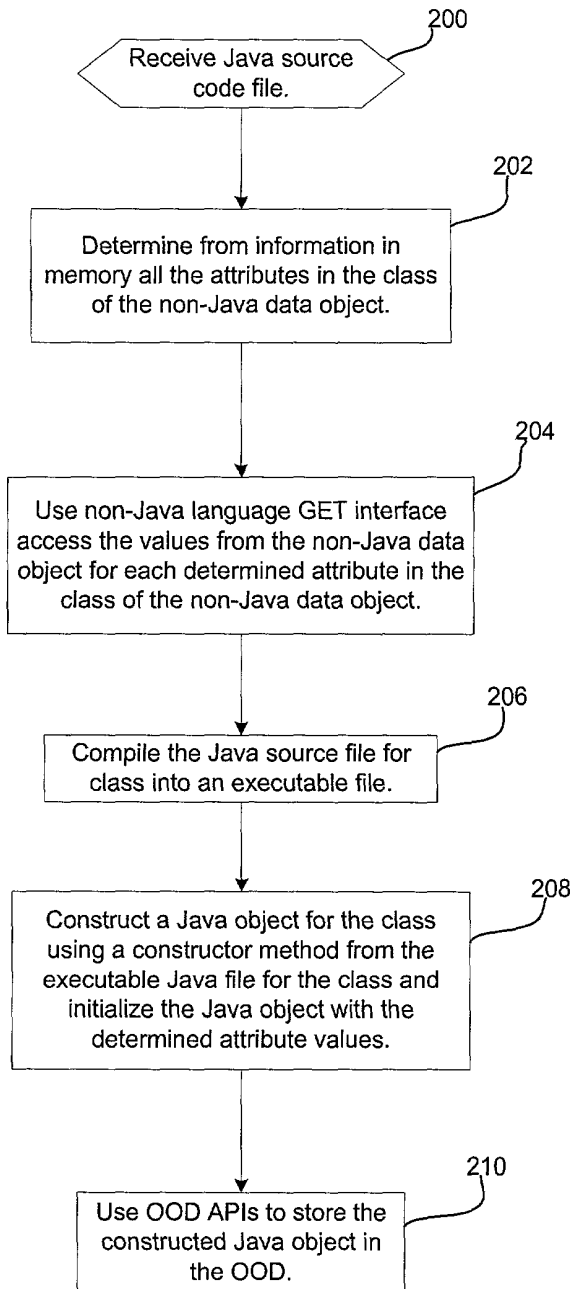 200
Receive Java source
code file.
202
Determine from information in
memory all the attributes in the class
of the non-Java data object.
204
Use non-Java language GET interface
access the values from the non-Java data
object for each determined attribute in the
class of the non-Java data object.
206
Compile the Java source file for
class into an executable file.
208
Construct a Java object for the class
using a constructor method from the
executable Java file for the class and
initialize the Java object with the
determined attribute values.
210
Use OOD APIs to store the
constructed Java object in
the OOD.